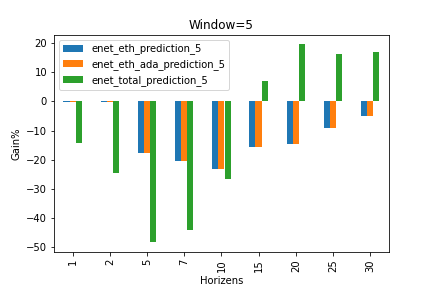 Window=5
enet_eth_prediction_5
enet_eth_ada_prediction_5
enet_total_prediction_5
Gain%
20
10
0
−10
−20
−30
−40
−50
1
2
5
7
10
15
20
25
30
Horizens